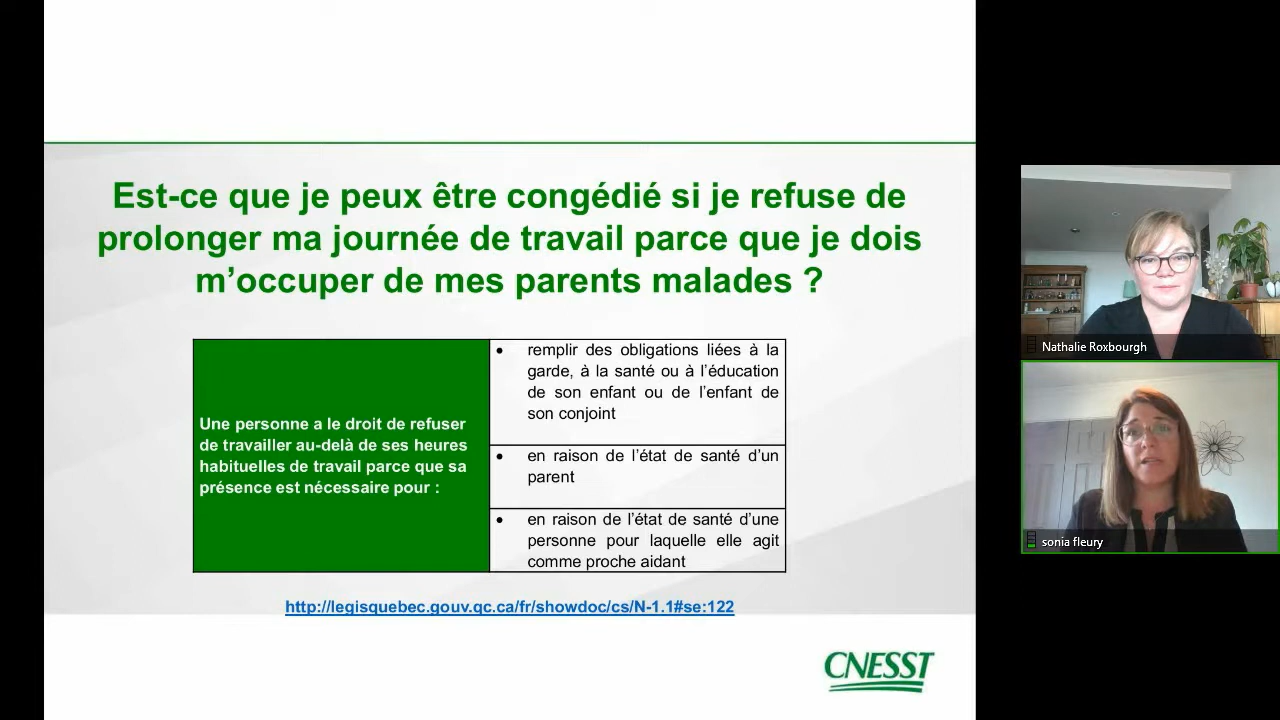 Est-ce que je peux être congédié si je refuse de
prolonger ma journée de travail parce que je dois
m’occuper de mes parents malades ?
Une personne a le droit de refuser
de travailler au-delà de ses heures
habituelles de travail parce que sa
présence est nécessaire pour :
• remplir des obligations liées à la
garde, à la santé ou à l’éducation
de son enfant ou de l’enfant de
son conjoint
• en raison de l’état de santé d’un
parent
• en raison de l’état de santé d’une
personne pour laquelle elle agit
comme proche aidant
http://legisquebec.gouv.qc.ca/fr/showdoc/cs/N-1.1#se:122
CNESST
Nathalie Roxbourgh
sonia fleury